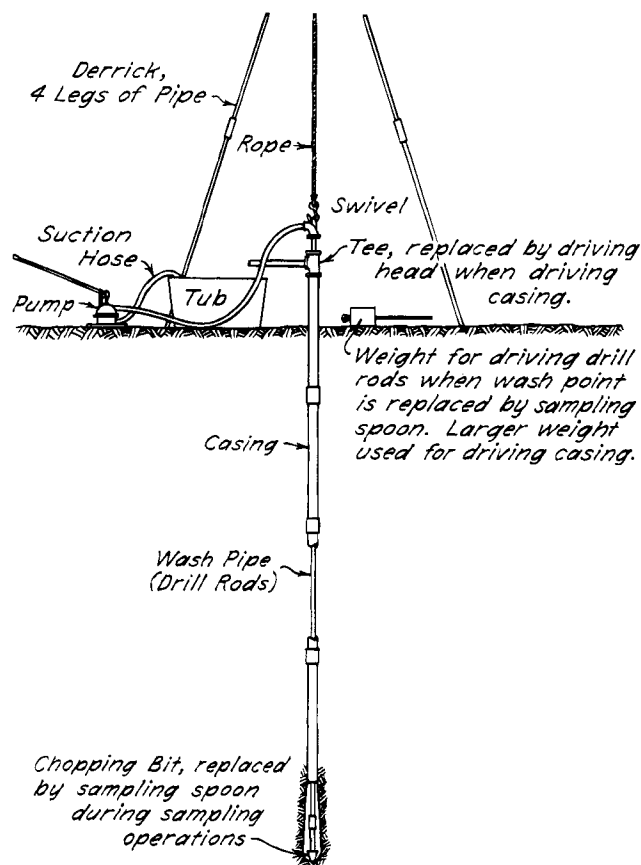 Derrick,
4 Legs of Pipe
Rope
Swivel
Suction
Hose
Tee, replaced by driving
head when driving
casing.
Pump
Tub
Weight for driving drill
rods when wash point
is replaced by sampling
spoon. Larger weight
used for driving casing.
Casing
Wash Pipe
(Drill Rods)
Chopping Bit, replaced
by sampling spoon
during sampling
operations